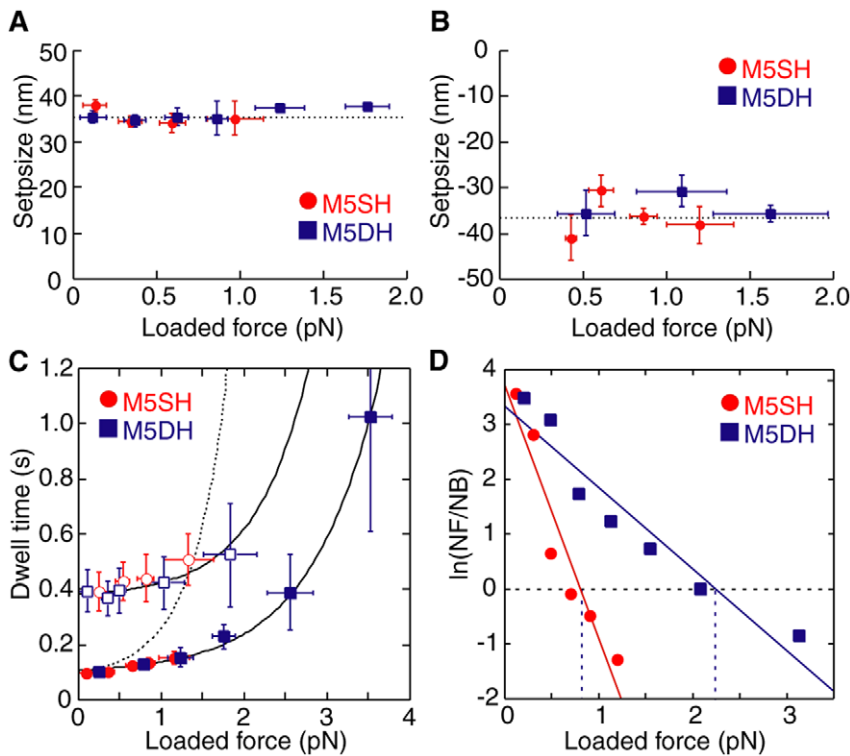 A
50
40
30
20
10
0
Setpsize (nm)
M5SH
M5DH
0
0.5
1.0
1.5
2.0
Loaded force (pN)
B
0
-10
-20
-30
-40
-50
Setpsize (nm)
M5SH
M5DH
0
0.5
1.0
1.5
2.0
Loaded force (pN)
C
1.2
1.0
0.8
0.6
0.4
0.2
0
Dwell time (s)
M5SH
M5DH
0
1
2
3
4
Loaded force (pN)
D
4
3
2
1
0
-1
-2
ln(NF/NB)
M5SH
M5DH
0
1
2
3
Loaded force (pN)